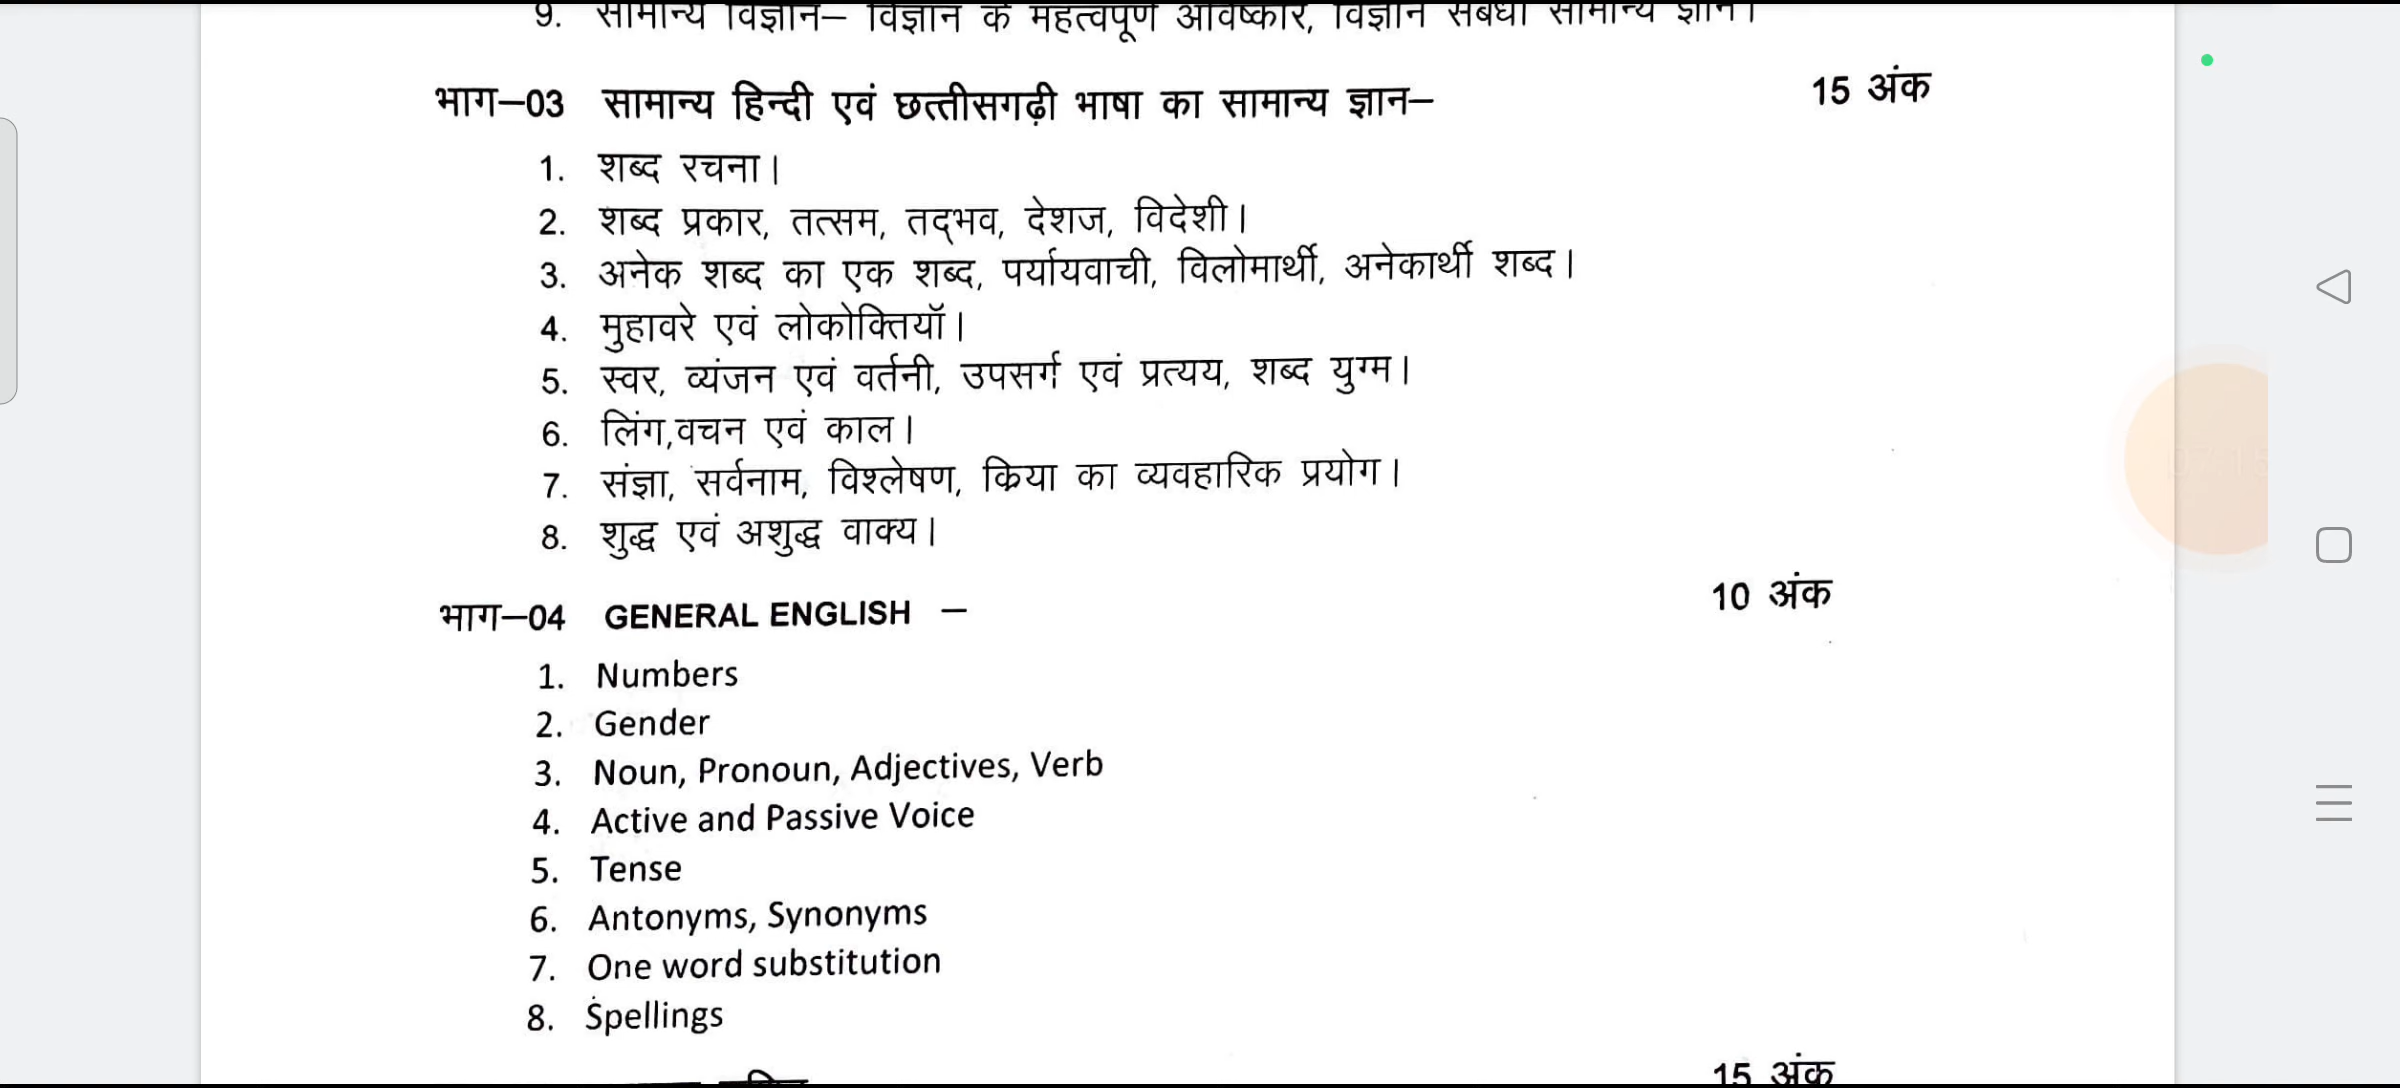 9. सामान्य विज्ञान– विज्ञान के महत्वपूर्ण आविष्कार, विज्ञान संबंधी सामान्य ज्ञान।
भाग–03 सामान्य हिन्दी एवं छत्तीसगढ़ी भाषा का सामान्य ज्ञान– 15 अंक
1. शब्द रचना।
2. शब्द प्रकार, तत्सम, तद्भव, देशज, विदेशी।
3. अनेक शब्द का एक शब्द, पर्यायवाची, विलोमार्थी, अनेकार्थी शब्द।
4. मुहावरे एवं लोकोक्तियॉ।
5. स्वर, व्यंजन एवं वर्तनी, उपसर्ग एवं प्रत्यय, शब्द युग्म।
6. लिंग,वचन एवं काल।
7. संज्ञा, सर्वनाम, विश्लेषण, क्रिया का व्यवहारिक प्रयोग।
8. शुद्ध एवं अशुद्ध वाक्य।
भाग–04 GENERAL ENGLISH – 10 अंक
1. Numbers
2. Gender
3. Noun, Pronoun, Adjectives, Verb
4. Active and Passive Voice
5. Tense
6. Antonyms, Synonyms
7. One word substitution
8. Spellings
15 अंक